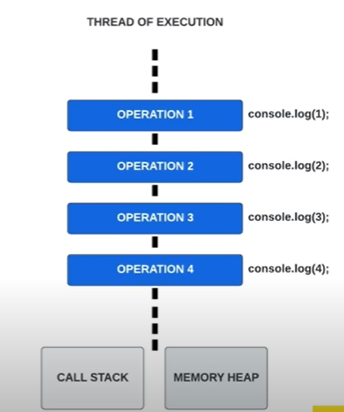 THREAD OF EXECUTION
OPERATION 1 console.log(1);
OPERATION 2 console.log(2);
OPERATION 3 console.log(3);
OPERATION 4 console.log(4);
CALL STACK MEMORY HEAP